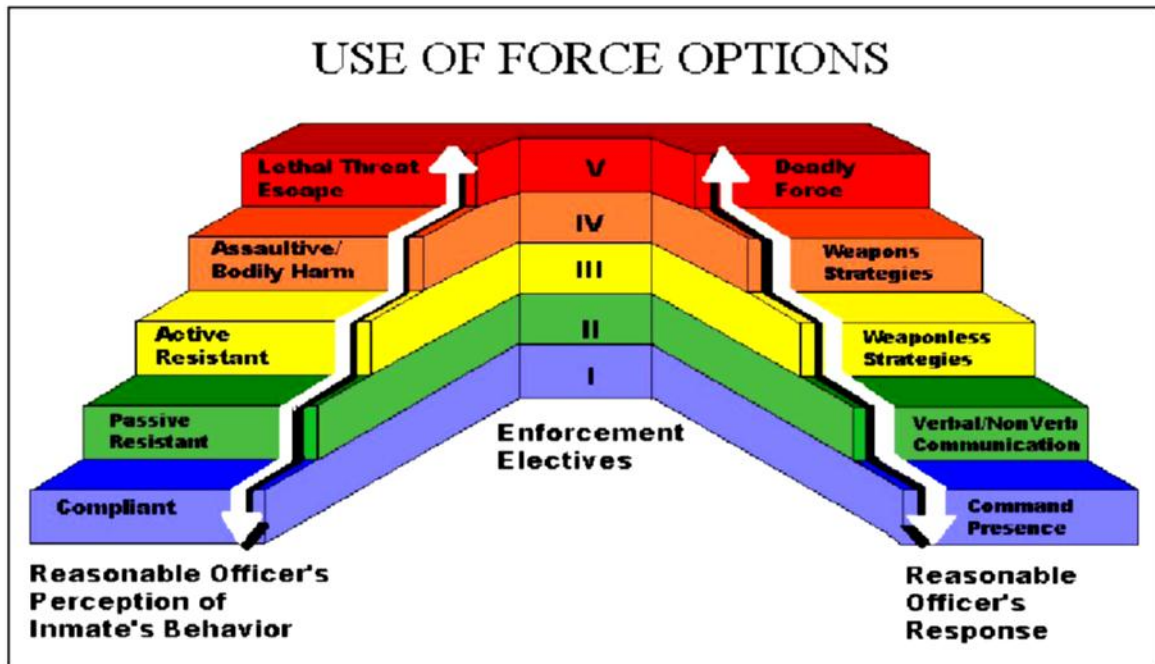 USE OF FORCE OPTIONS
Lethal Threat
Escape
V
Deadly
Force
Assaultive/
Bodily Harm
IV
Weapons
Strategies
Active
Resistant
III
Weaponless
Strategies
Passive
Resistant
II
Verbal/NonVerb
Communication
Compliant
I
Command
Presence
Enforcement
Electives
Reasonable Officer's
Perception of
Inmate's Behavior
Reasonable
Officer's
Response